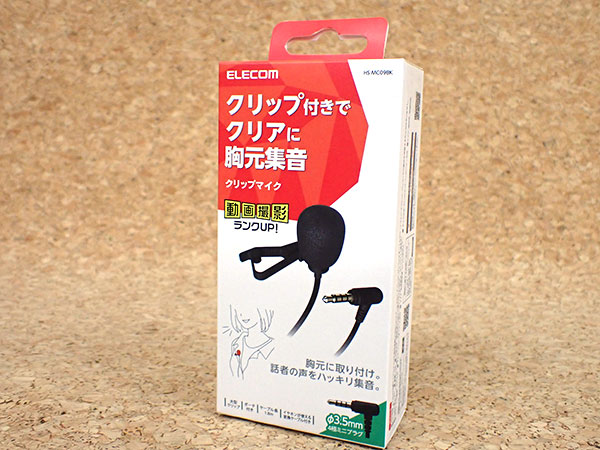 ELECOM
HS-MC09BK
クリップ付きで
クリアに
胸元集音
クリップマイク
動画撮影
ランクUP!
胸元に取り付け。
話者の声をハッキリ集音。
φ3.5mm
4極ミニプラグ